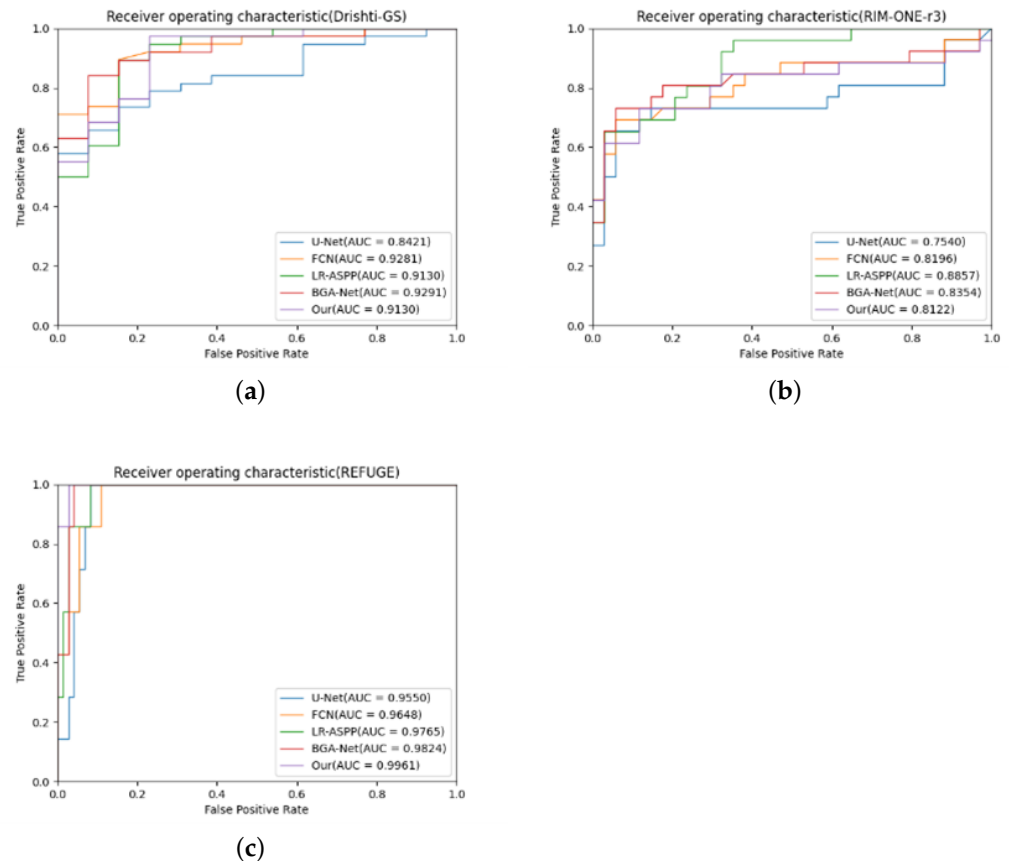 Receiver operating characteristic(Drishti-GS)
True Positive Rate
1.0
0.8
0.6
0.4
0.2
0.0
U-Net(AUC = 0.8421)
FCN(AUC = 0.9281)
LR-ASPP(AUC = 0.9130)
BGA-Net(AUC = 0.9291)
Our(AUC = 0.9130)
0.0 0.2 0.4 0.6 0.8 1.0
False Positive Rate
(a)
Receiver operating characteristic(RIM-ONE-r3)
True Positive Rate
1.0
0.8
0.6
0.4
0.2
0.0
U-Net(AUC = 0.7540)
FCN(AUC = 0.8196)
LR-ASPP(AUC = 0.8857)
BGA-Net(AUC = 0.8354)
Our(AUC = 0.8122)
0.0 0.2 0.4 0.6 0.8 1.0
False Positive Rate
(b)
Receiver operating characteristic(REFUGE)
True Positive Rate
1.0
0.8
0.6
0.4
0.2
0.0
U-Net(AUC = 0.9550)
FCN(AUC = 0.9648)
LR-ASPP(AUC = 0.9765)
BGA-Net(AUC = 0.9824)
Our(AUC = 0.9961)
0.0 0.2 0.4 0.6 0.8 1.0
False Positive Rate
(c)